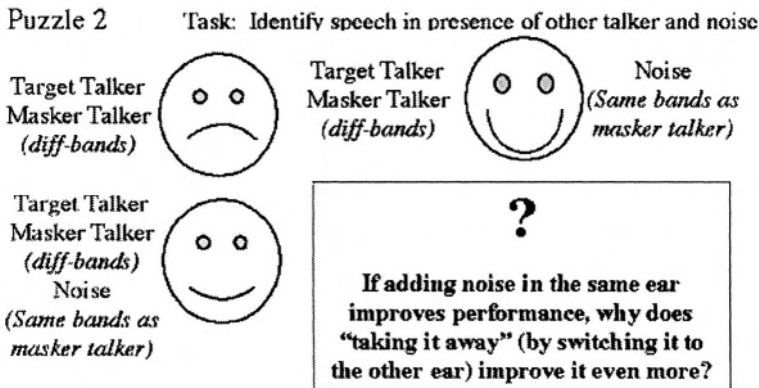 Puzzle 2
Task: Identify speech in presence of other talker and noise
Target Talker
Masker Talker
(diff-bands)
Target Talker
Masker Talker
(diff-bands)
Noise
(Same bands as
masker talker)
Target Talker
Masker Talker
(diff-bands)
Noise
(Same bands as
masker talker)
?
If adding noise in the same ear
improves performance, why does
“taking it away” (by switching it to
the other ear) improve it even more?